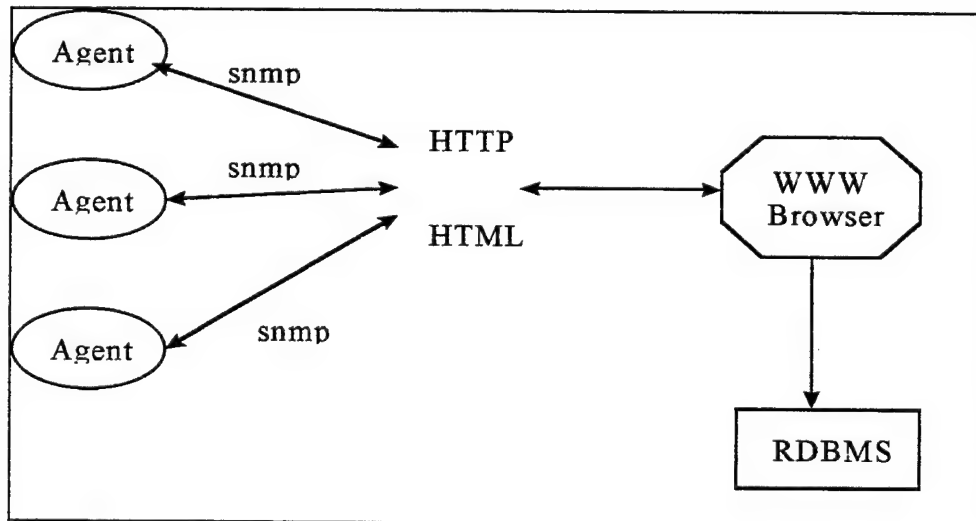 Agent
snmp
HTTP
snmp
Agent
WWW
Browser
HTML
snmp
Agent
RDBMS